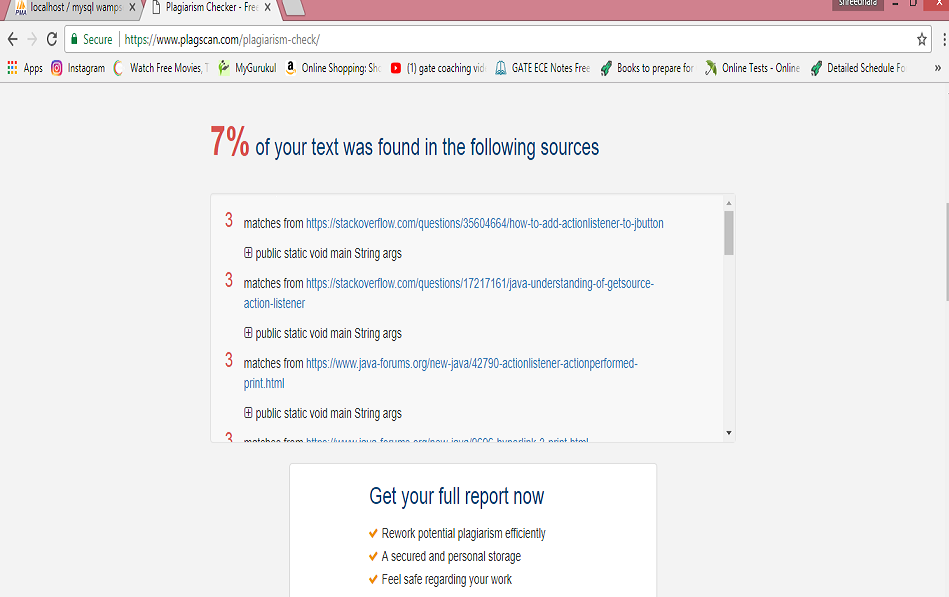 shreedhara
localhost / mysql wamps
Plagiarism Checker - Free
Secure https://www.plagscan.com/plagiarism-check/
Apps Instagram Watch Free Movies, MyGurukul Online Shopping: (1) gate coaching GATE ECE Notes Free Books to prepare for Online Tests - Online Detailed Schedule
7% of your text was found in the following sources
3 matches from https://stackoverflow.com/questions/35604664/how-to-add-actionlistener-to-jbutton
public static void main String args
3 matches from https://stackoverflow.com/questions/17217161/java-understanding-of-getsource-
action-listener
public static void main String args
3 matches from https://www.java-forums.org/new-java/42790-actionlistener-actionperformed-
print.html
public static void main String args
3 matches from
Get your full report now
Rework potential plagiarism efficiently
A secured and personal storage
Feel safe regarding your work